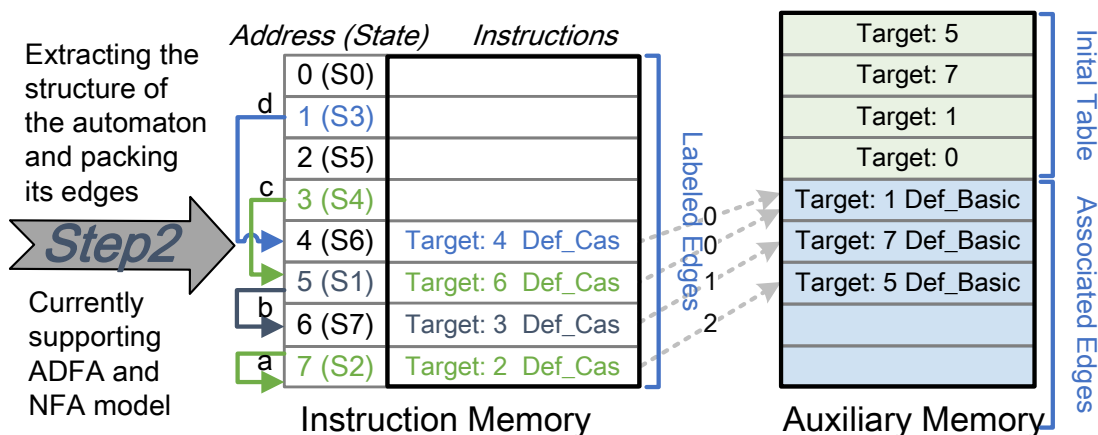 Extracting the
structure of
the automaton
and packing
its edges
Step2
Currently
supporting
ADFA and
NFA model
Address (State) Instructions
0 (S0)
d
1 (S3)
2 (S5)
c
3 (S4)
4 (S6) Target: 4 Def_Cas
5 (S1) Target: 6 Def_Cas
b
6 (S7) Target: 3 Def_Cas
a
7 (S2) Target: 2 Def_Cas
Instruction Memory
Labeled Edges
0
0
1
2
Target: 5
Target: 7
Target: 1
Target: 0
Target: 1 Def_Basic
Target: 7 Def_Basic
Target: 5 Def_Basic
Auxiliary Memory
Inital Table
Associated Edges